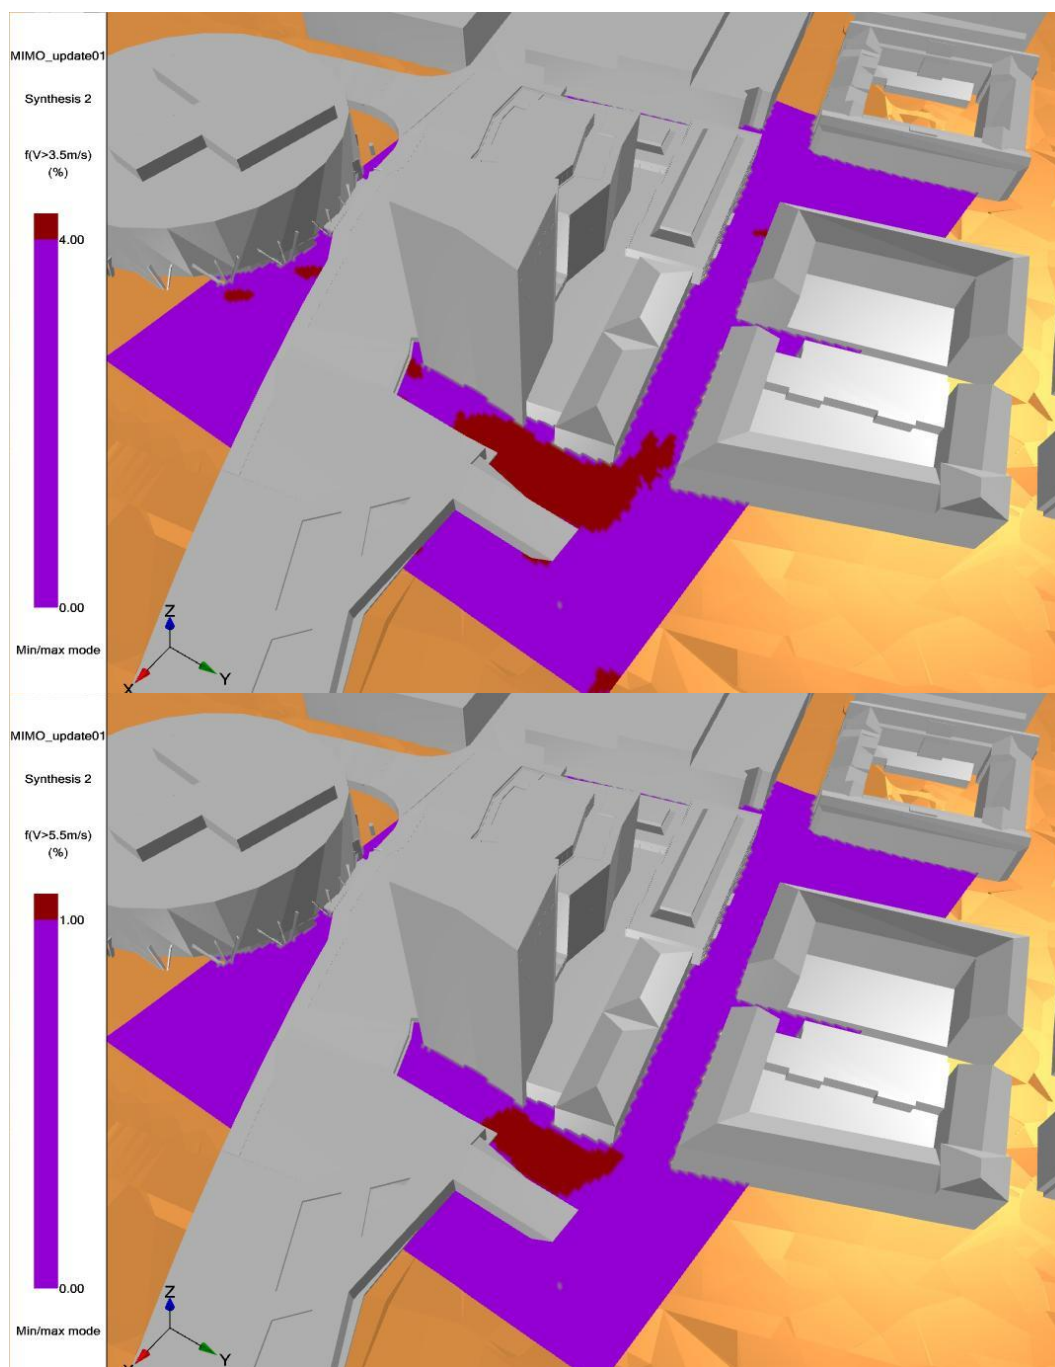 MIMO_update01
Synthesis 2
f(V>3.5m/s)
(%)
4.00
0.00
Z
X
Y
Min/max mode
MIMO_update01
Synthesis 2
f(V>5.5m/s)
(%)
1.00
0.00
Z
X
Y
Min/max mode